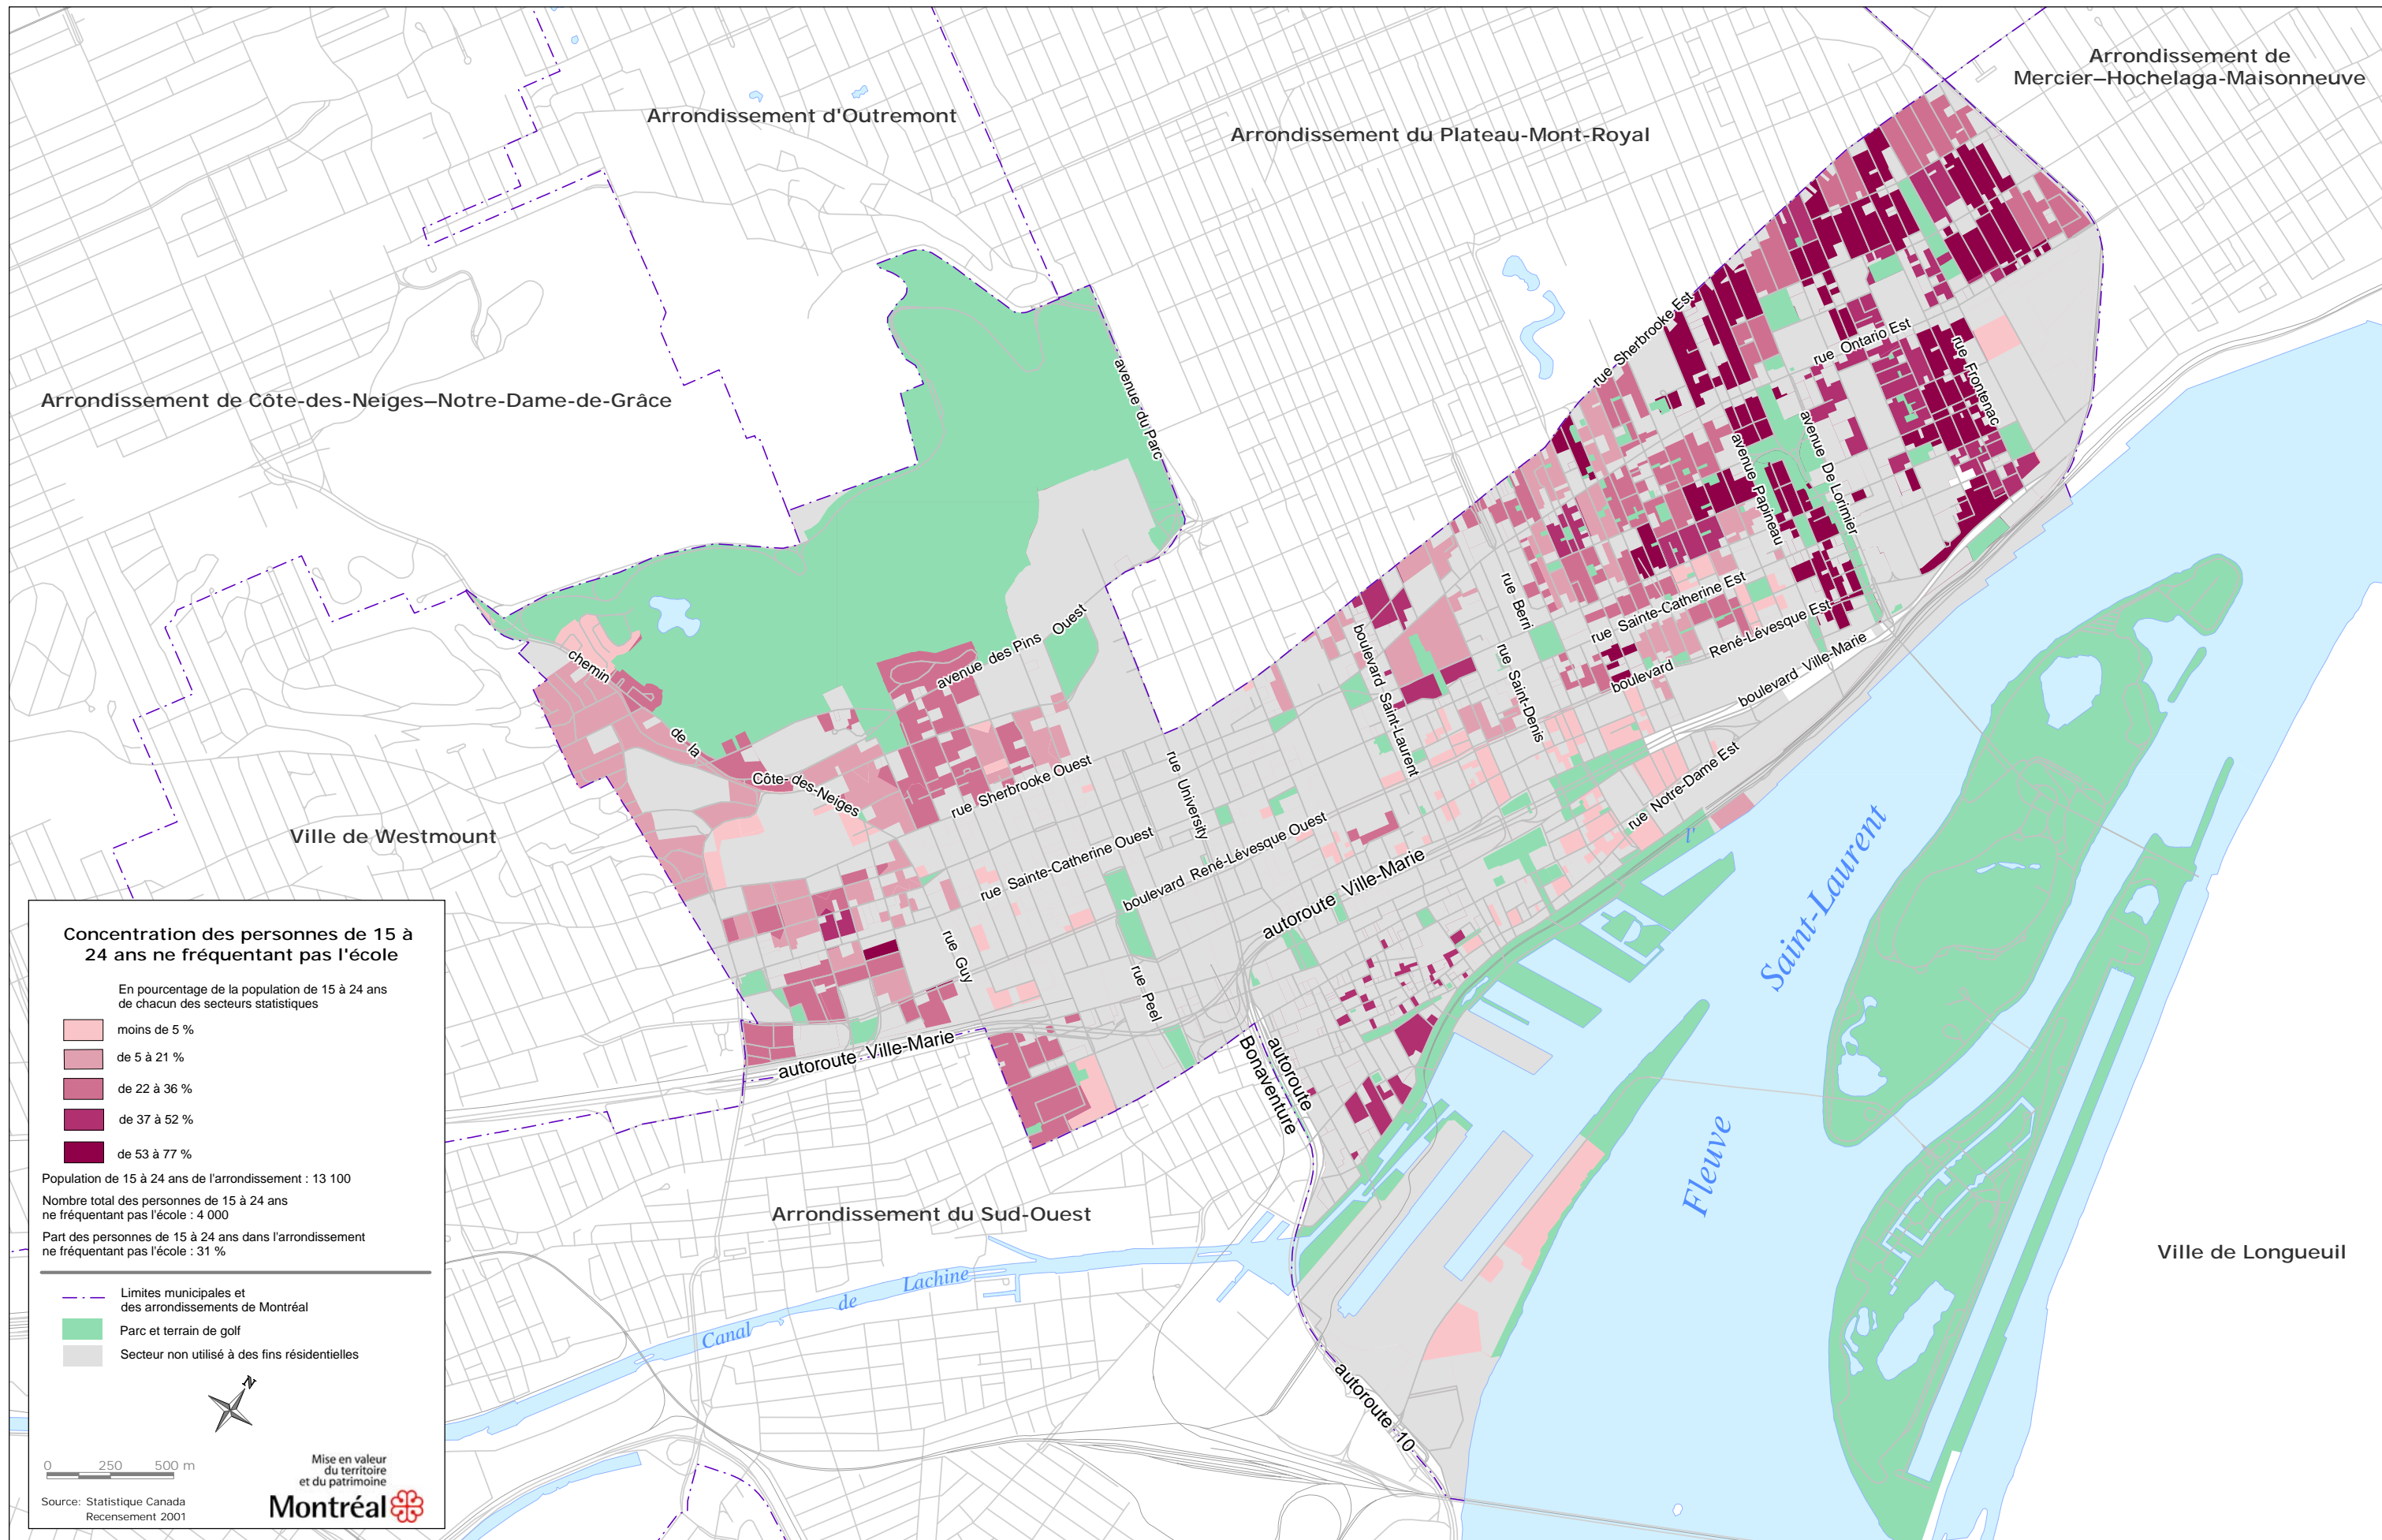 Arrondissement de
Mercier–Hochelaga-Maisonneuve
Arrondissement d'Outremont
Arrondissement du Plateau-Mont-Royal
Arrondissement de Côte-des-Neiges–Notre-Dame-de-Grâce
avenue du Parc
rue Sherbrooke Est
rue Ontario Est
rue Frontenac
avenue De Lorimier
avenue Papineau
rue Sainte-Catherine Est
boulevard René-Lévesque Est
boulevard Ville-Marie
rue Berri
rue Saint-Denis
boulevard Saint-Laurent
avenue des Pins Ouest
chemin de la Côte-des-Neiges
rue Sherbrooke Ouest
rue University
rue Notre-Dame Est
rue Sainte-Catherine Ouest
boulevard René-Lévesque Ouest
autoroute Ville-Marie
rue Guy
rue Peel
autoroute Ville-Marie
autoroute
Bonaventure
autoroute 10
Ville de Westmount
Arrondissement du Sud-Ouest
Ville de Longueuil
Fleuve Saint-Laurent
l'
Canal de Lachine
Concentration des personnes de 15 à
24 ans ne fréquentant pas l'école
En pourcentage de la population de 15 à 24 ans
de chacun des secteurs statistiques
moins de 5 %
de 5 à 21 %
de 22 à 36 %
de 37 à 52 %
de 53 à 77 %
Population de 15 à 24 ans de l'arrondissement : 13 100
Nombre total des personnes de 15 à 24 ans
ne fréquentant pas l'école : 4 000
Part des personnes de 15 à 24 ans dans l'arrondissement
ne fréquentant pas l'école : 31 %
Limites municipales et
des arrondissements de Montréal
Parc et terrain de golf
Secteur non utilisé à des fins résidentielles
N
0 250 500 m
Mise en valeur
du territoire
et du patrimoine
Montréal
Source: Statistique Canada
Recensement 2001